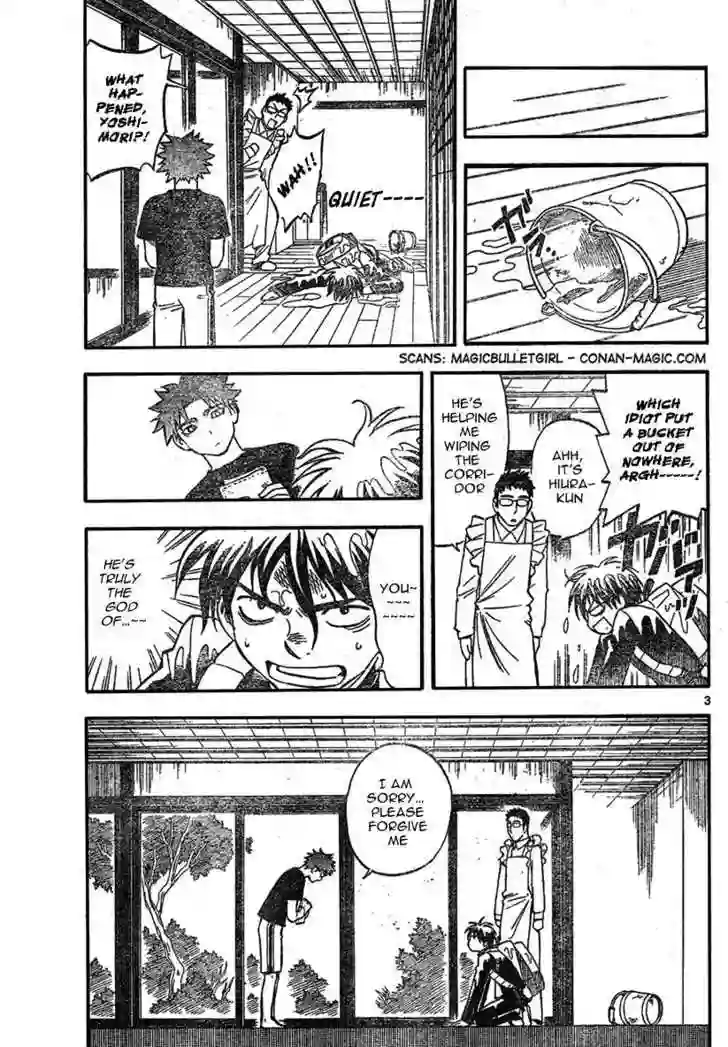 ガラ..
WHAT
HAP-
PENED,
YOSHI-
MORI?!
WAH!!
QUIET----
SCANS: MAGICBULLETGIRL - CONAN-MAGIC.COM
WHICH
IDIOT PUT
A BUCKET
OUT OF
NOWHERE,
ARGH-----!
AHH,
IT'S
HIURA-
KUN
HE'S
HELPING
ME
WIPING
THE
CORRI-
DOR
YOU~
~~~
~~~~
HE'S
TRULY
THE
GOD
OF...~~
3
I AM
SORRY...
PLEASE
FORGIVE
ME